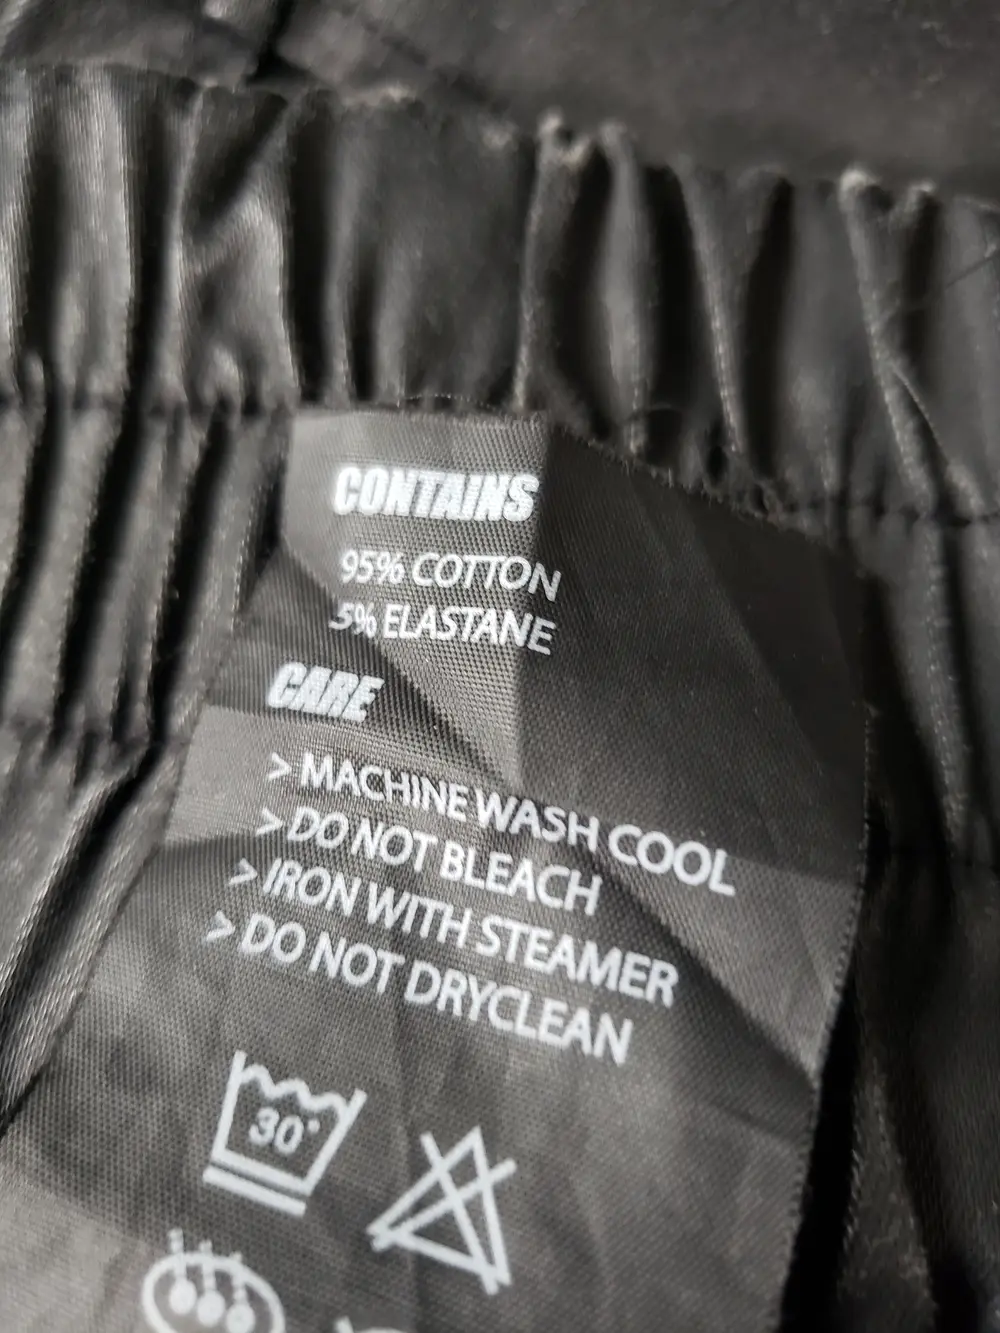 CONTAINS
95% COTTON
5% ELASTANE
CARE
> MACHINE WASH COOL
> DO NOT BLEACH
> IRON WITH STEAMER
> DO NOT DRYCLEAN
30°